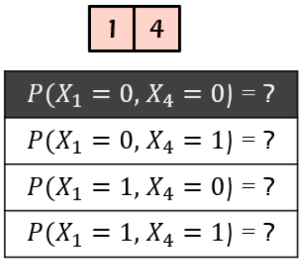 1 4
P(X₁ = 0, X₄ = 0) = ?
P(X₁ = 0, X₄ = 1) = ?
P(X₁ = 1, X₄ = 0) = ?
P(X₁ = 1, X₄ = 1) = ?